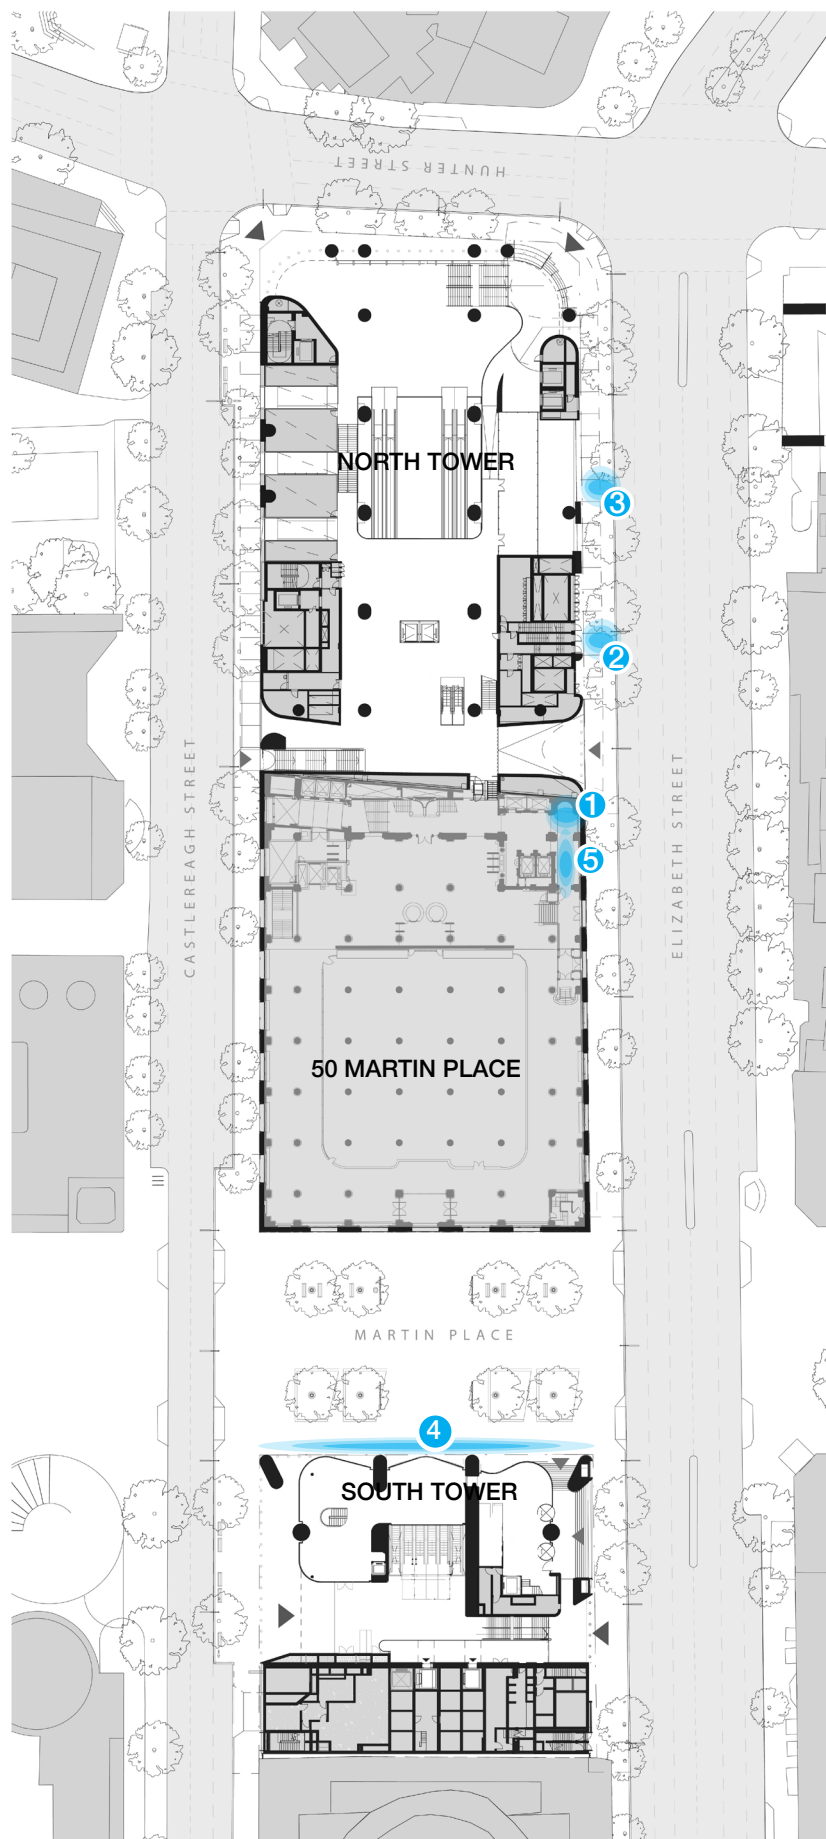 HUNTER STREET
NORTH TOWER
3
2
CASTLEREAGH STREET
ELIZABETH STREET
1
5
50 MARTIN PLACE
MARTIN PLACE
4
SOUTH TOWER